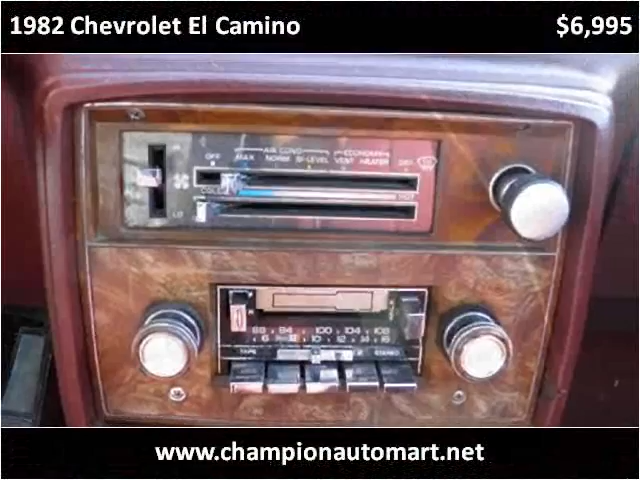 1982 Chevrolet El Camino $6,995
AIR COND ECONOMY
OFF MAX NORM BI-LEVEL VENT HEATER DEF
COLD HOT
LO
88 94 100 104 108
6 10 12 14 16
TAPE STEREO
www.championautomart.net